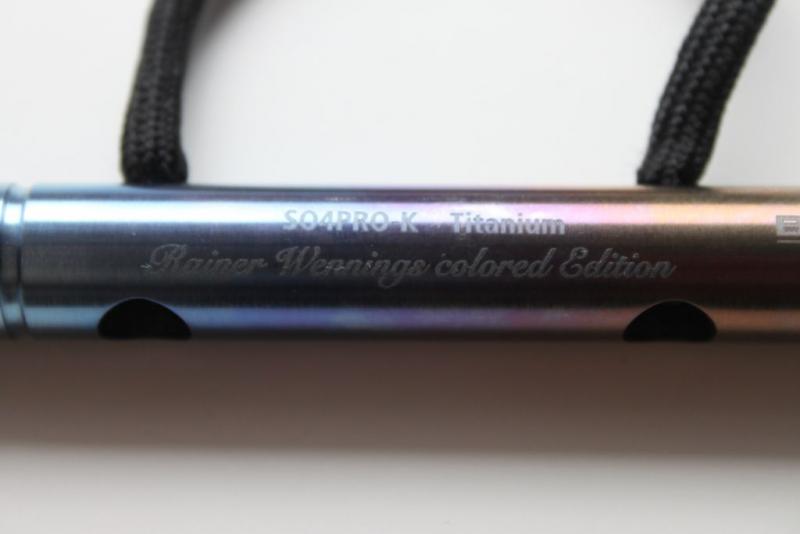 SO4PRO-K - Titanium
Rainer Wennings colored Edition